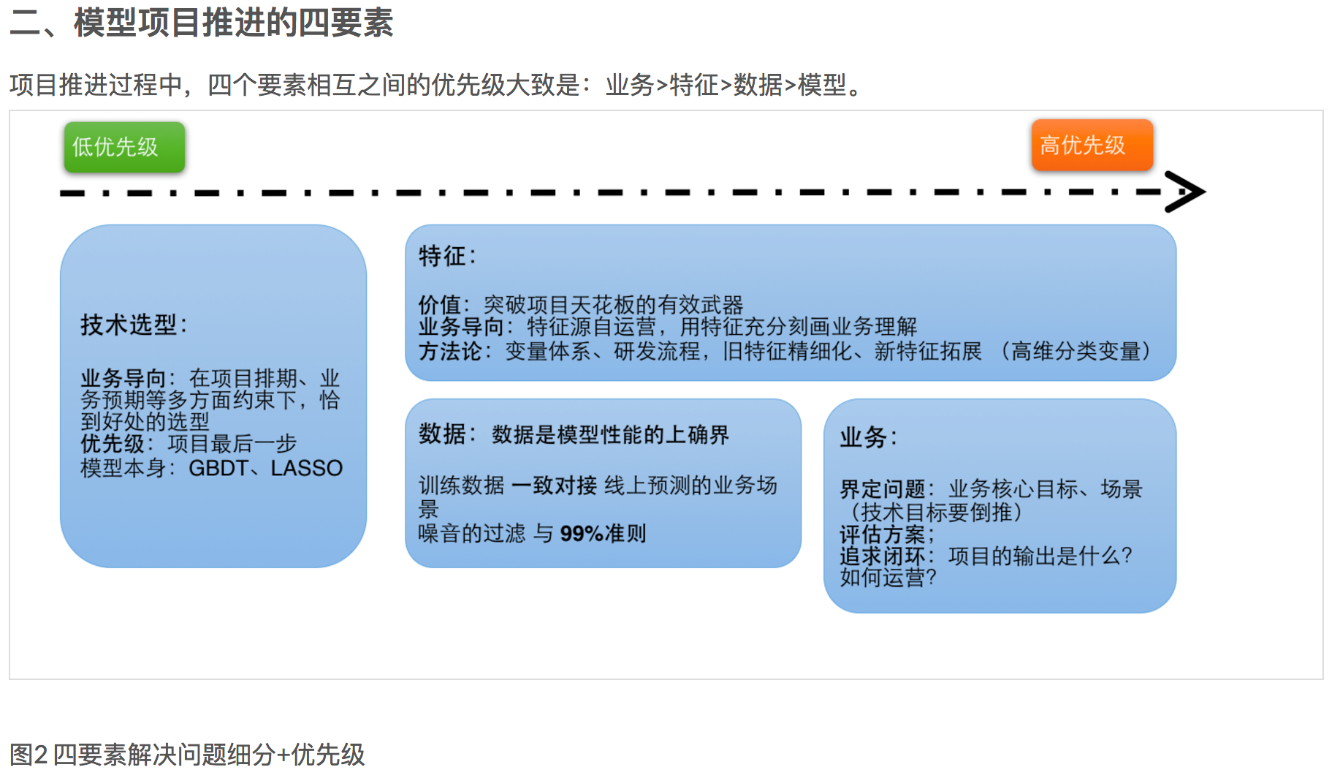 二、模型项目推进的四要素
项目推进过程中，四个要素相互之间的优先级大致是：业务>特征>数据>模型。
低优先级
高优先级
技术选型：
业务导向：在项目排期、业
务预期等多方面约束下，恰
到好处的选型
优先级：项目最后一步
模型本身：GBDT、LASSO
特征：
价值：突破项目天花板的有效武器
业务导向：特征源自运营，用特征充分刻画业务理解
方法论：变量体系、研发流程，旧特征精细化、新特征拓展 （高维分类变量）
数据：数据是模型性能的上确界
训练数据 一致对接 线上预测的业务场
景
噪音的过滤 与 99%准则
业务：
界定问题：业务核心目标、场景
（技术目标要倒推）
评估方案；
追求闭环：项目的输出是什么？
如何运营？
图2 四要素解决问题细分+优先级